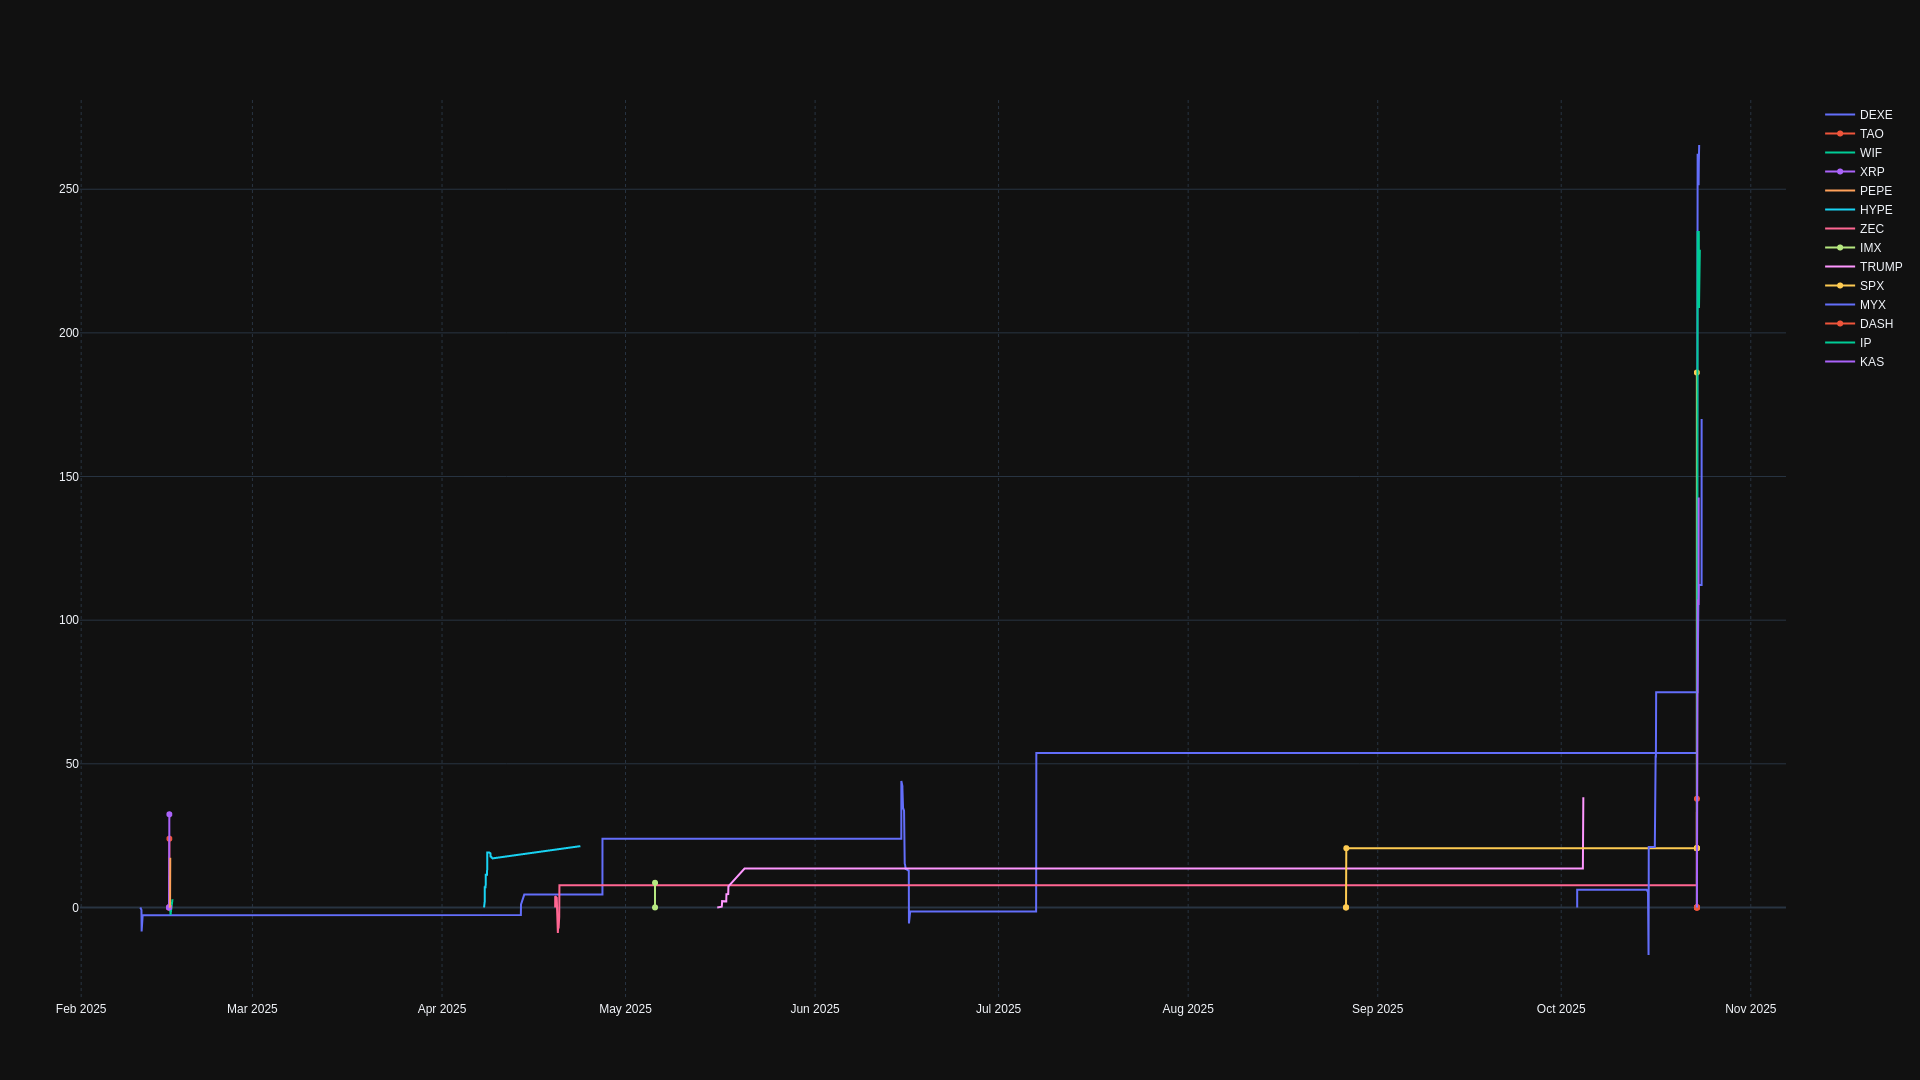 250
200
150
100
50
0
Feb 2025
Mar 2025
Apr 2025
May 2025
Jun 2025
Jul 2025
Aug 2025
Sep 2025
Oct 2025
Nov 2025
DEXE
TAO
WIF
XRP
PEPE
HYPE
ZEC
IMX
TRUMP
SPX
MYX
DASH
IP
KAS